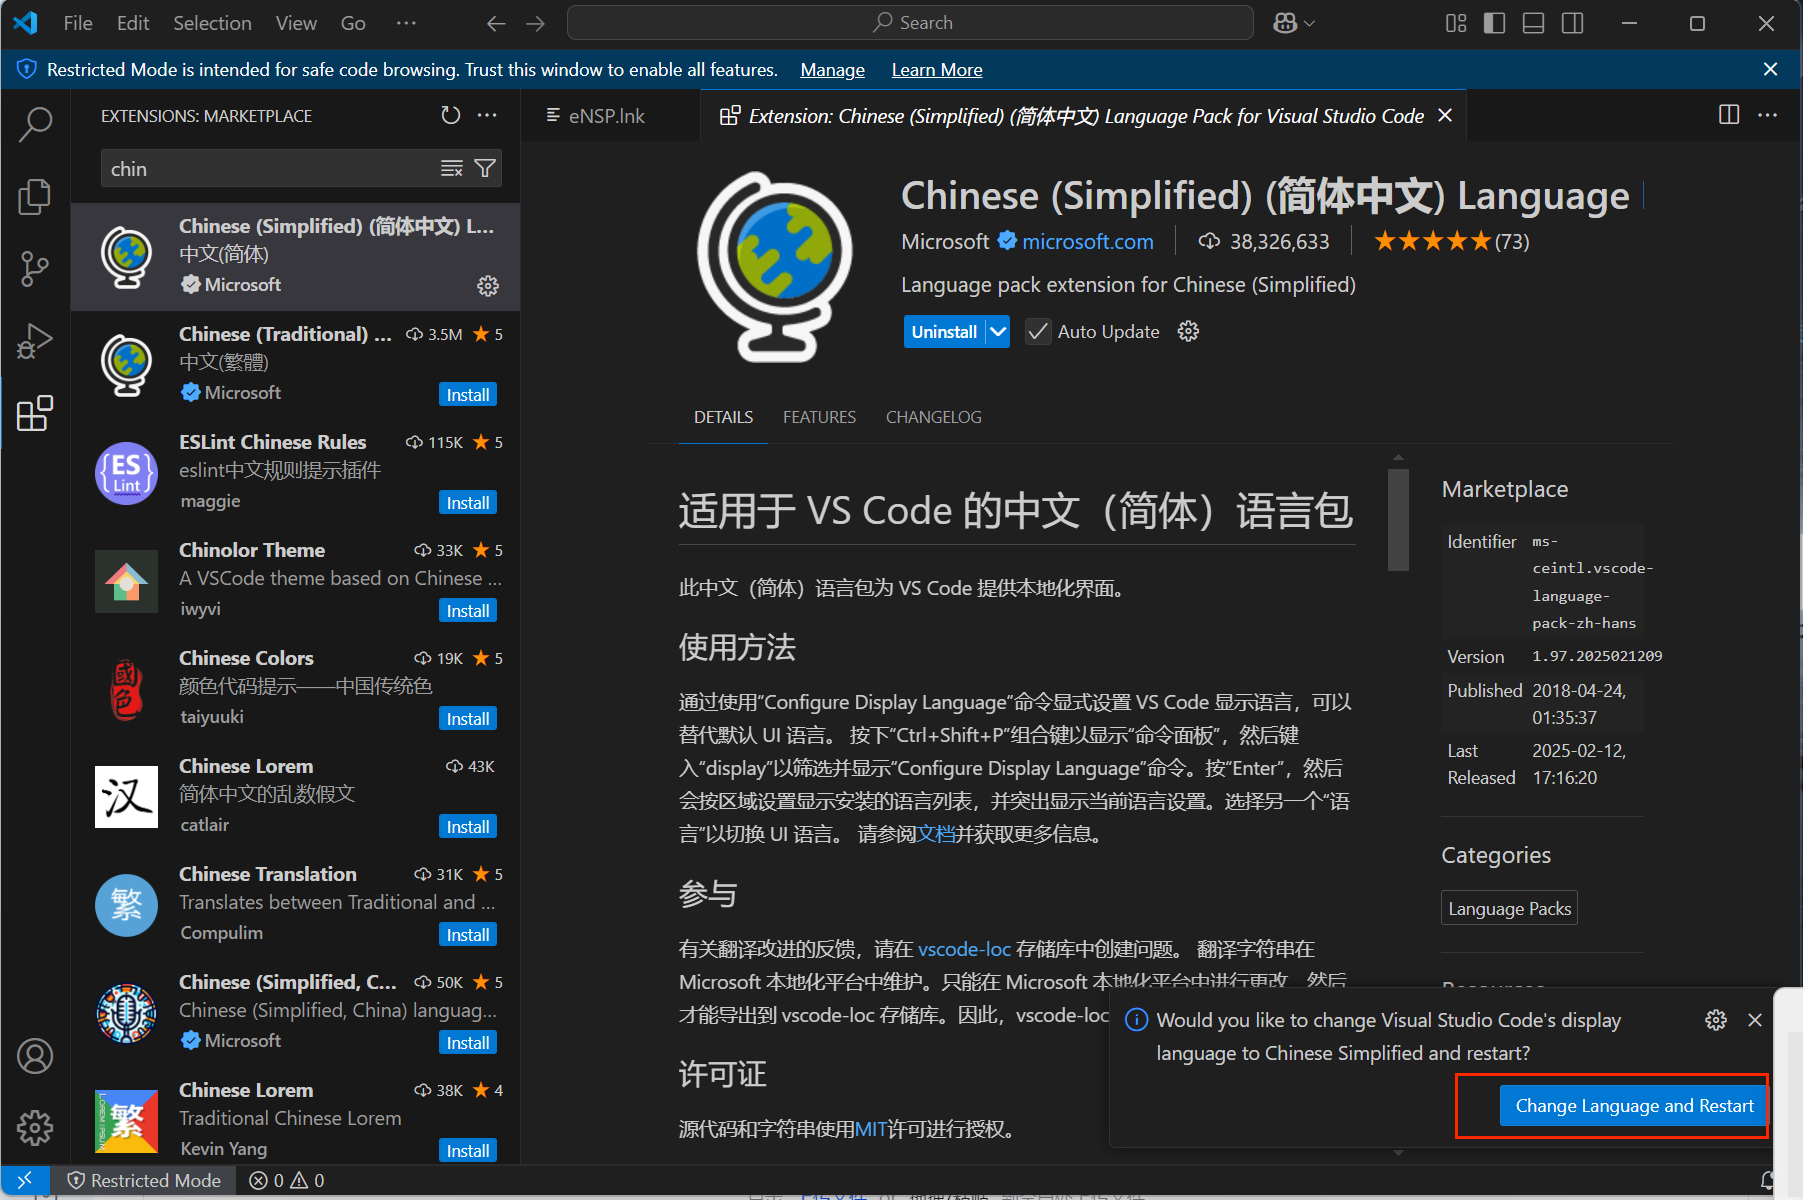 File Edit Selection View Go ···
Search
Restricted Mode is intended for safe code browsing. Trust this window to enable all features. Manage Learn More
EXTENSIONS: MARKETPLACE
chin
Chinese (Simplified) (简体中文) L...
中文(简体)
Microsoft
Chinese (Traditional) ... 3.5M ★ 5
中文(繁體)
Microsoft Install
ESLint Chinese Rules 115K ★ 5
eslint中文规则提示插件
maggie Install
Chinolor Theme 33K ★ 5
A VSCode theme based on Chinese ...
iwyvi Install
Chinese Colors 19K ★ 5
颜色代码提示——中国传统色
taiyuuki Install
Chinese Lorem 43K
简体中文的乱数假文
catlair Install
Chinese Translation 31K ★ 5
Translates between Traditional and ...
Compulim Install
Chinese (Simplified, C... 50K ★ 5
Chinese (Simplified, China) languag...
Microsoft Install
Chinese Lorem 38K ★ 4
Traditional Chinese Lorem
Kevin Yang Install
{ES}
Lint
國色
汉
繁
繁
LOREM IPSUM
eNSP.lnk
Extension: Chinese (Simplified) (简体中文) Language Pack for Visual Studio Code
Chinese (Simplified) (简体中文) Language
Microsoft microsoft.com 38,326,633 ★★★★★(73)
Language pack extension for Chinese (Simplified)
Uninstall Auto Update
DETAILS FEATURES CHANGELOG
适用于 VS Code 的中文（简体）语言包
此中文（简体）语言包为 VS Code 提供本地化界面。
使用方法
通过使用“Configure Display Language”命令显式设置 VS Code 显示语言，可以
替代默认 UI 语言。 按下“Ctrl+Shift+P”组合键以显示“命令面板”，然后键
入“display”以筛选并显示“Configure Display Language”命令。按“Enter”，然后
会按区域设置显示安装的语言列表，并突出显示当前语言设置。选择另一个“语
言”以切换 UI 语言。 请参阅文档并获取更多信息。
参与
有关翻译改进的反馈，请在 vscode-loc 存储库中创建问题。 翻译字符串在
Microsoft 本地化平台中维护。只能在 Microsoft 本地化平台中进行更改，然后
才能导出到 vscode-loc 存储库。因此，vscode-loc
许可证
源代码和字符串使用MIT许可进行授权。
Marketplace
Identifier ms-
ceintl.vscode-
language-
pack-zh-hans
Version 1.97.2025021209
Published 2018-04-24,
01:35:37
Last 2025-02-12,
Released 17:16:20
Categories
Language Packs
Resources
Would you like to change Visual Studio Code's display
language to Chinese Simplified and restart?
Change Language and Restart
Restricted Mode 0 0